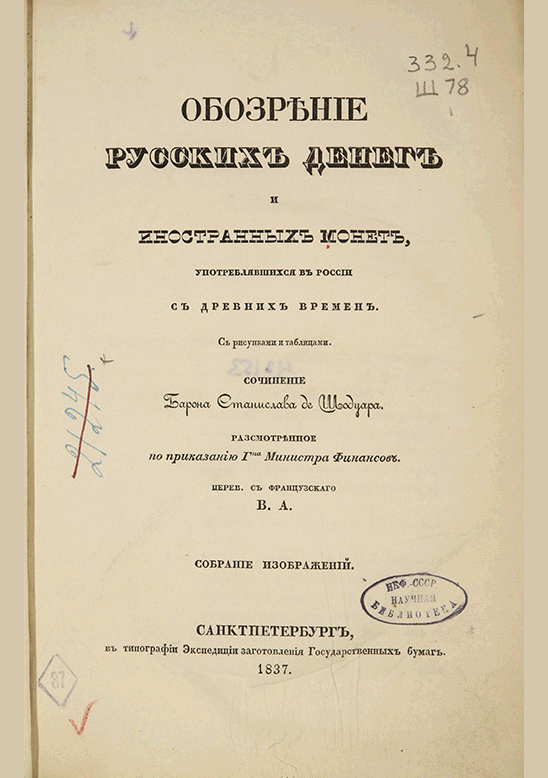 332.4
Ш78
ОБОЗРѢНІЕ
РУССКИХЪ ДЕНЕГЪ
И
ИНОСТРАННЫХЪ МОНЕТЪ,
УПОТРЕБЛЯВШИХСЯ ВЪ РОССІИ
СЪ ДРЕВНИХЪ ВРЕМЕНЪ.
Съ рисунками и таблицами.
СОЧИНЕНІЕ
Барона Станислава де Шодуара,
РАЗСМОТРѢННОЕ
по приказанію Гна Министра Финансовъ.
ПЕРЕВ. СЪ ФРАНЦУЗСКАГО
В. А.
СОБРАНІЕ ИЗОБРАЖЕНІЙ.
НКФ.-СССР
НАУЧНАЯ
БИБЛИОТЕКА
САНКТПЕТЕРБУРГЪ,
въ типографіи Экспедиціи заготовленія Государственныхъ бумагъ.
1837.
37